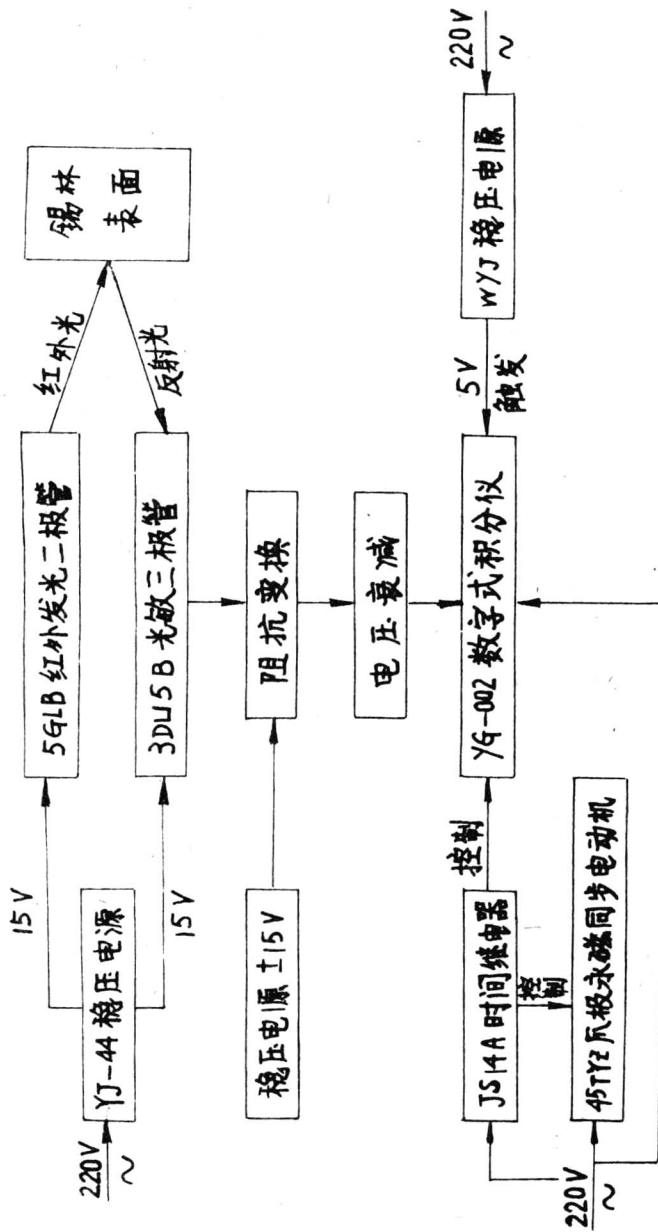 220V
~
YJ-44 稳压电源
15V
15V
5GLB 红外发光二极管
3DU5B 光敏三极管
红外光
反射光
锡林
表面
稳压电源±15V
阻抗变换
电压衰减
220V
~
JS14A 时间继电器
控制
控制
45TYZ 爪极永磁同步电动机
YG-002 数字式积分仪
5V
触发
WYJ 稳压电源
220V
~